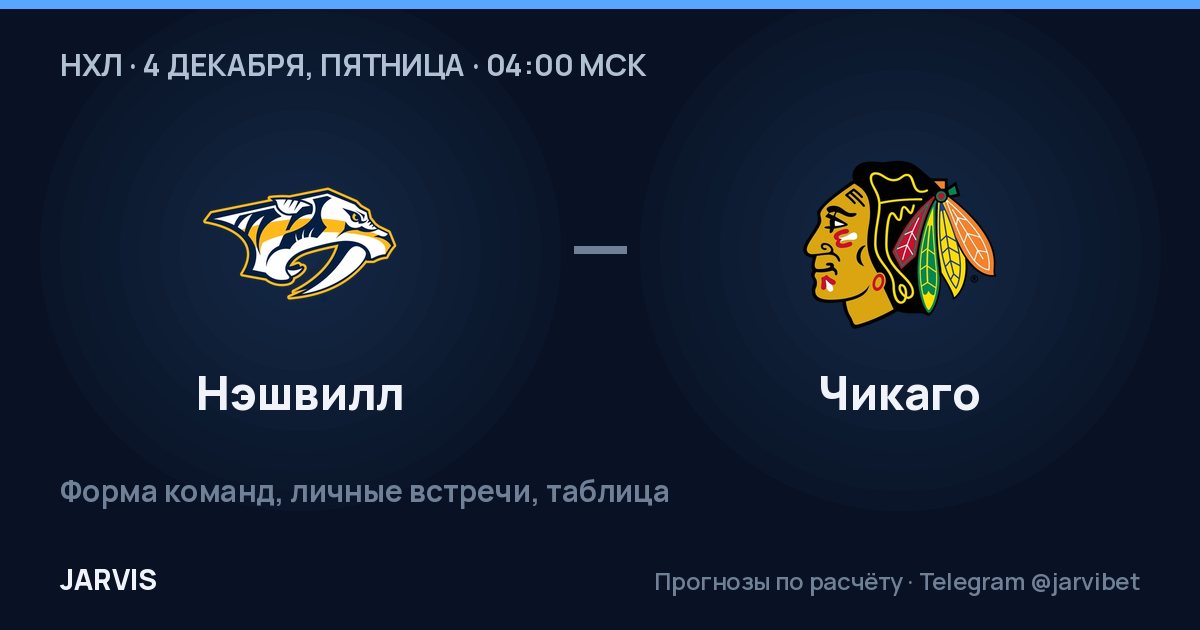 НХЛ · 4 ДЕКАБРЯ, ПЯТНИЦА · 04:00 МСК
—
Нэшвилл
Чикаго
Форма команд, личные встречи, таблица
JARVIS
Прогнозы по расчёту · Telegram @jarvibet